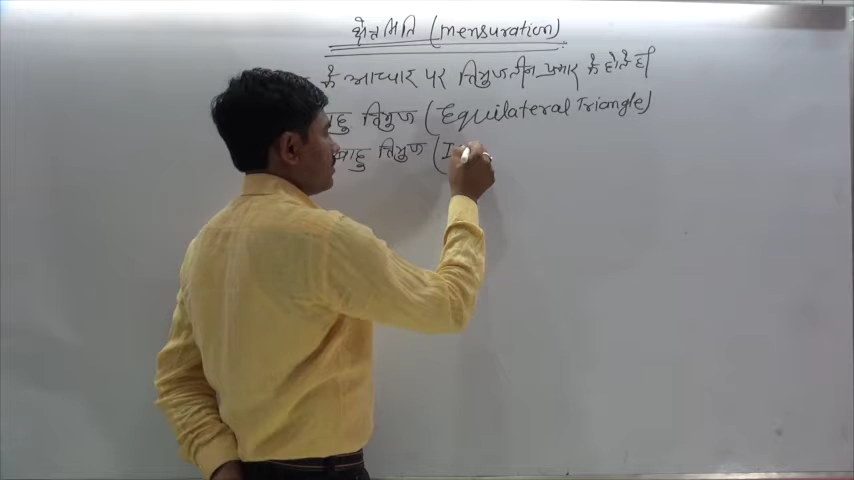 क्षेत्रमिति (Mensuration)
के आधार पर त्रिभुज तीन प्रकार के होते हैं
बाहु त्रिभुज (Equilateral Triangle)
बाहु त्रिभुज (I